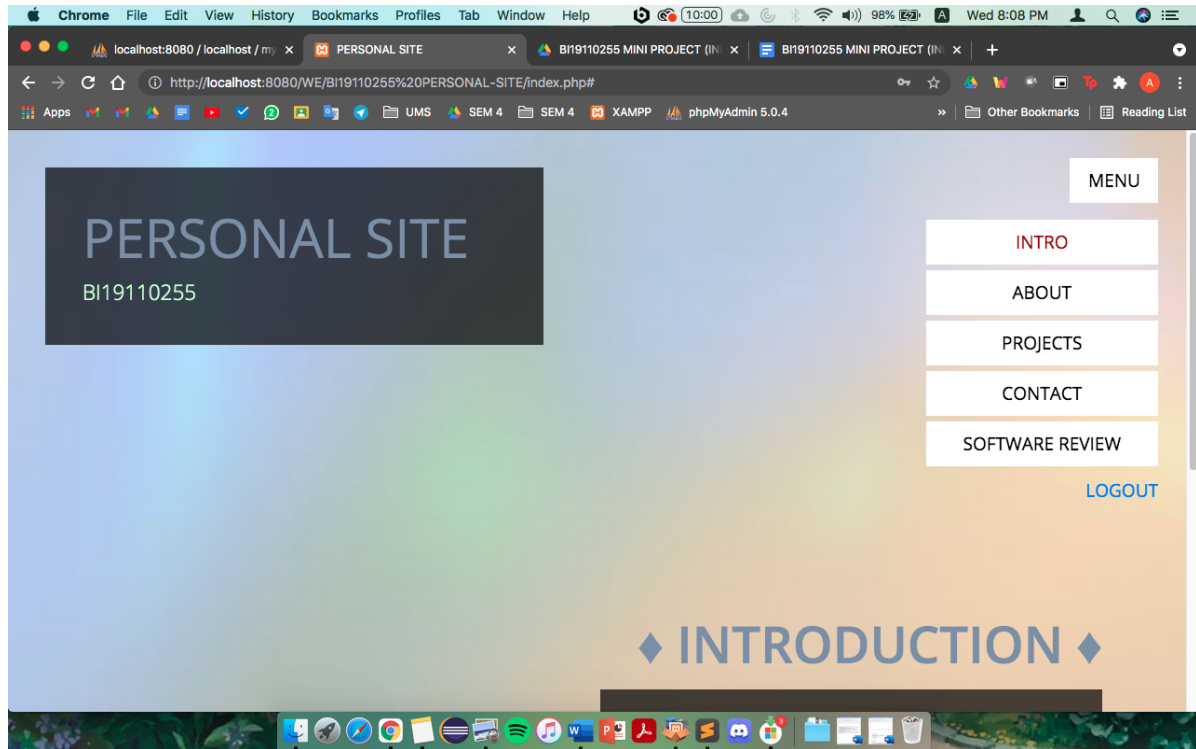 Chrome File Edit View History Bookmarks Profiles Tab Window Help 10:00 98% A Wed 8:08 PM
localhost:8080 / localhost / my PERSONAL SITE BI19110255 MINI PROJECT (IN BI19110255 MINI PROJECT (IN
http://localhost:8080/WE/BI19110255%20PERSONAL-SITE/index.php#
Apps UMS SEM 4 SEM 4 XAMPP phpMyAdmin 5.0.4 » Other Bookmarks Reading List
MENU
PERSONAL SITE
BI19110255
INTRO
ABOUT
PROJECTS
CONTACT
SOFTWARE REVIEW
LOGOUT
♦ INTRODUCTION ♦